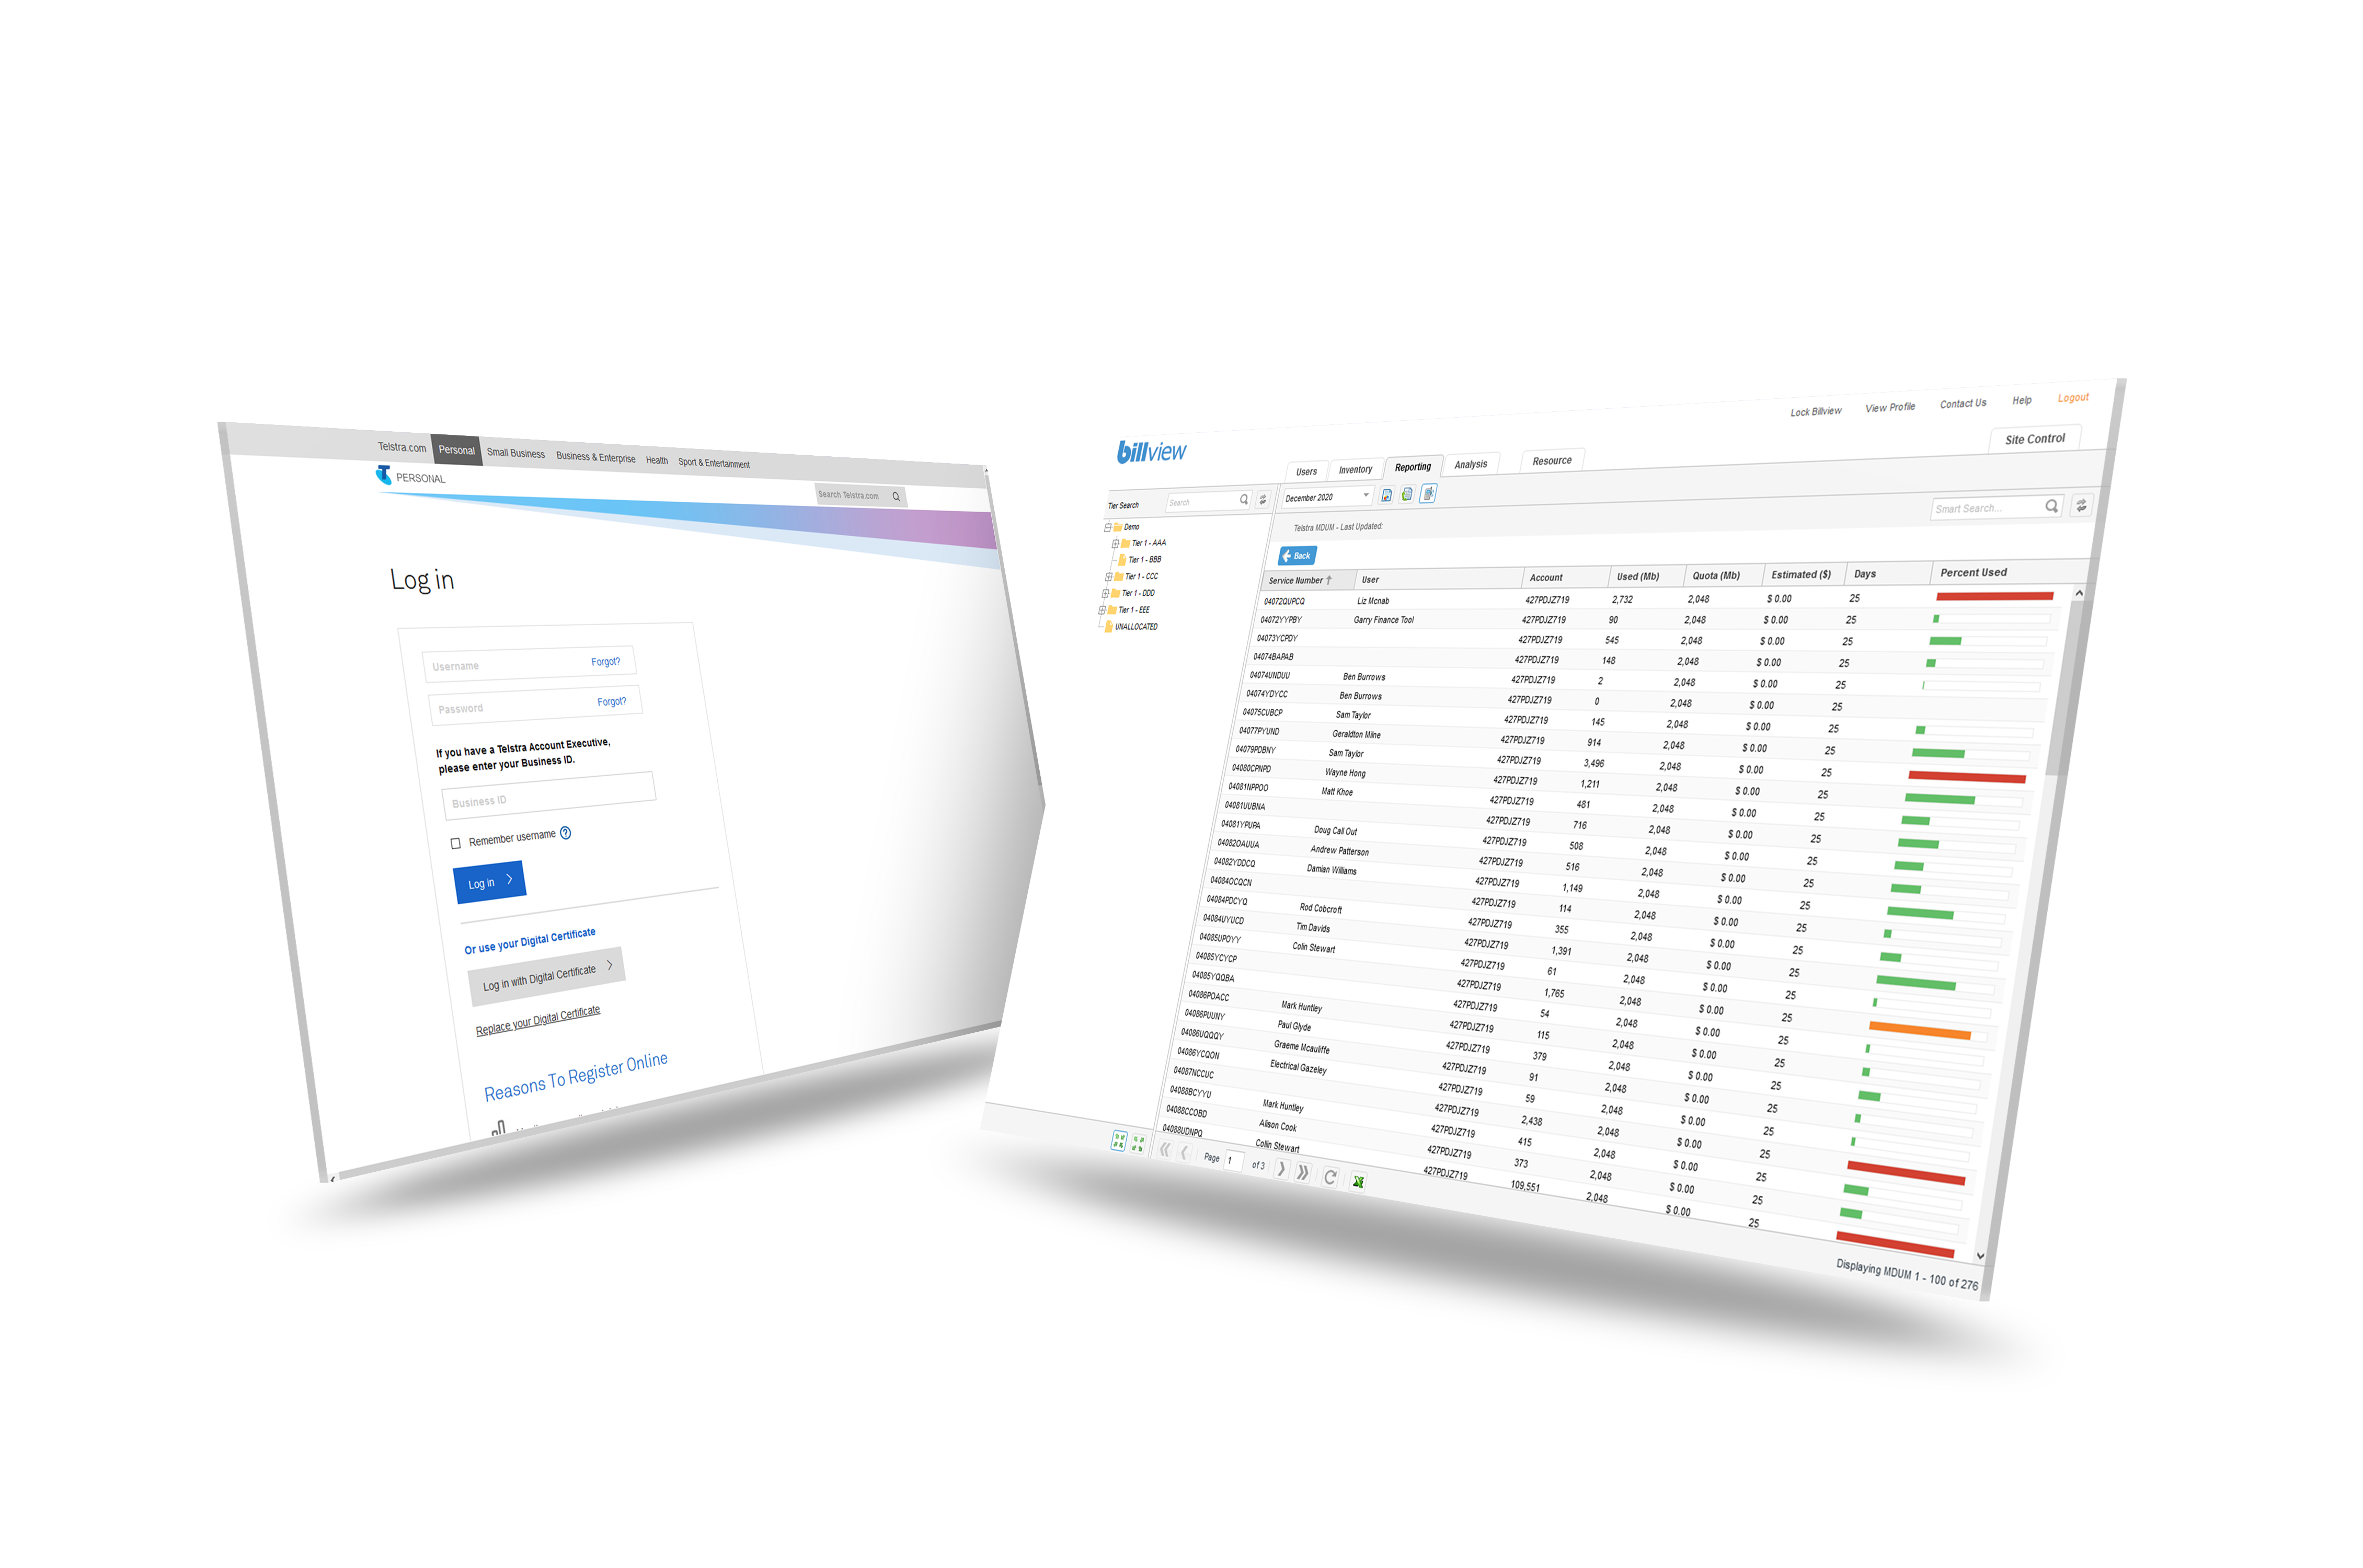 Telstra.com Personal Small Business Business & Enterprise Health Sport & Entertainment
PERSONAL
Search Telstra.com
Log in
Username Forgot?
Password Forgot?
If you have a Telstra Account Executive,
please enter your Business ID.
Business ID
Remember username ?
Log in
Or use your Digital Certificate
Log in with Digital Certificate
Replace your Digital Certificate
Reasons To Register Online
Lock Billview View Profile Contact Us Help Logout
billview
Users Inventory Reporting Analysis Resource Site Control
Tier Search Search
December 2020
Smart Search...
Telstra MDUM - Last Updated:
Back
Demo
Tier 1 - AAA
Tier 1 - BBB
Tier 1 - CCC
Tier 1 - DDD
Tier 1 - EEE
UNALLOCATED
Service Number User Account Used (Mb) Quota (Mb) Estimated ($) Days Percent Used
04072QUPCQ Liz Mcnab 427PDJZ719 2,732 2,048 $ 0.00 25
04072YYPBY Garry Finance Tool 427PDJZ719 90 2,048 $ 0.00 25
04073YCPDY 427PDJZ719 545 2,048 $ 0.00 25
04074BAPAB 427PDJZ719 148 2,048 $ 0.00 25
04074UNDUU Ben Burrows 427PDJZ719 2 2,048 $ 0.00 25
04074YDYCC Ben Burrows 427PDJZ719 0 2,048 $ 0.00 25
04075CUBCP Sam Taylor 427PDJZ719 145 2,048 $ 0.00 25
04077PYUND Geraldton Milne 427PDJZ719 914 2,048 $ 0.00 25
04079PDBNY Sam Taylor 427PDJZ719 3,496 2,048 $ 0.00 25
04080CPNPD Wayne Hong 427PDJZ719 1,211 2,048 $ 0.00 25
04081NPPOO Matt Khoe 427PDJZ719 481 2,048 $ 0.00 25
04081UUBNA 427PDJZ719 716 2,048 $ 0.00 25
04081YPUPA Doug Call Out 427PDJZ719 508 2,048 $ 0.00 25
04082OAUUA Andrew Patterson 427PDJZ719 516 2,048 $ 0.00 25
04082YDDCQ Damian Williams 427PDJZ719 1,149 2,048 $ 0.00 25
04084OCQCN 427PDJZ719 114 2,048 $ 0.00 25
04084PDCYQ Rod Cobcroft 427PDJZ719 355 2,048 $ 0.00 25
04084UYUCD Tim Davids 427PDJZ719 1,391 2,048 $ 0.00 25
04085UPOYY Colin Stewart 427PDJZ719 61 2,048 $ 0.00 25
04085YCYCP 427PDJZ719 1,765 2,048 $ 0.00 25
04085YQQBA 427PDJZ719 54 2,048 $ 0.00 25
04086POACC Mark Huntley 427PDJZ719 115 2,048 $ 0.00 25
04086PUUNY Paul Glyde 427PDJZ719 379 2,048 $ 0.00 25
04086UQQQY Graeme Mcauliffe 427PDJZ719 91 2,048 $ 0.00 25
04086YCQON Electrical Gazeley 427PDJZ719 59 2,048 $ 0.00 25
04087NCCUC 427PDJZ719 2,438 2,048 $ 0.00 25
04088BCYYU Mark Huntley 427PDJZ719 415 2,048 $ 0.00 25
04088CCOBD Alison Cook 427PDJZ719 373 2,048 $ 0.00 25
04088UDNPQ Collin Stewart 427PDJZ719 109,551 2,048 $ 0.00 25
Page 1 of 3
Displaying MDUM 1 - 100 of 276